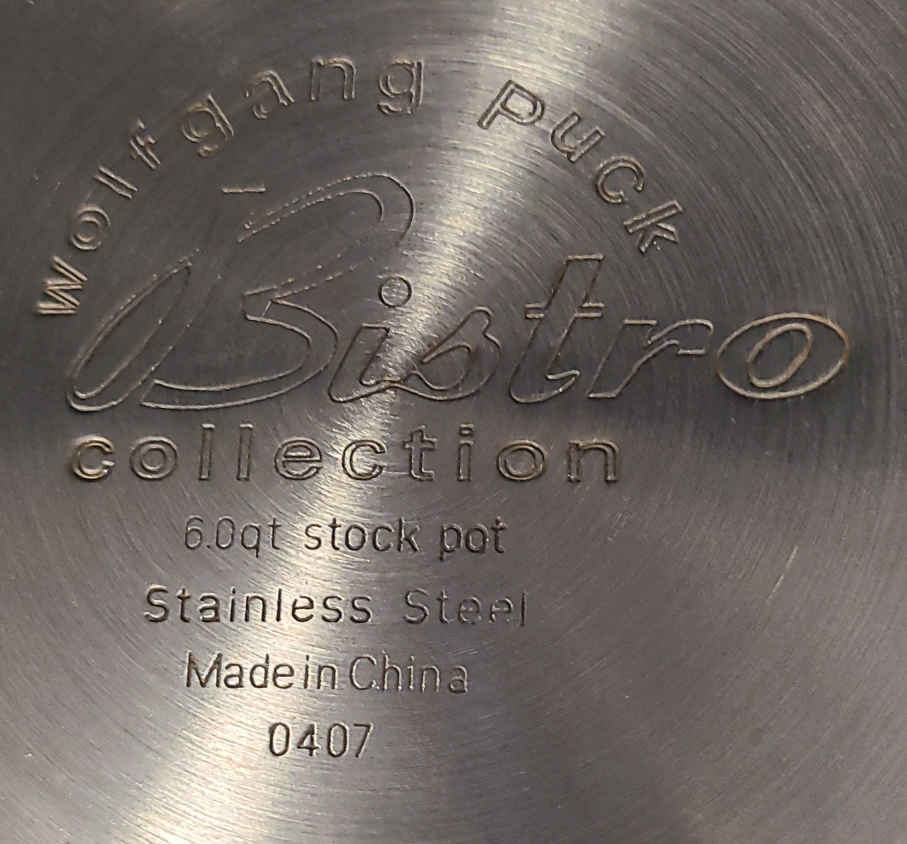 wolfgang Puck
Bistro
collection
6.0qt stock pot
Stainless Steel
Made in China
0407